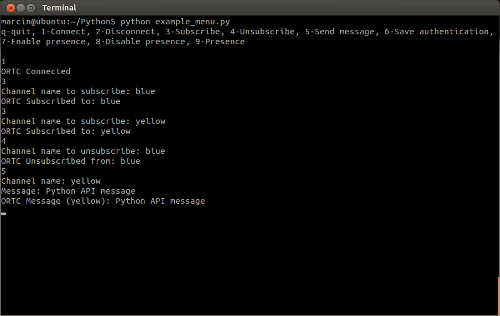 Terminal
marcin@ubuntu:~/Python$ python example_menu.py
q-quit, 1-Connect, 2-Disconnect, 3-Subscribe, 4-Unsubscribe, 5-Send message, 6-Save authentication,
7-Enable presence, 8-Disable presence, 9-Presence
1
ORTC Connected
3
Channel name to subscribe: blue
ORTC Subscribed to: blue
3
Channel name to subscribe: yellow
ORTC Subscribed to: yellow
4
Channel name to unsubscribe: blue
ORTC Unsubscribed from: blue
5
Channel name: yellow
Message: Python API message
ORTC Message (yellow): Python API message